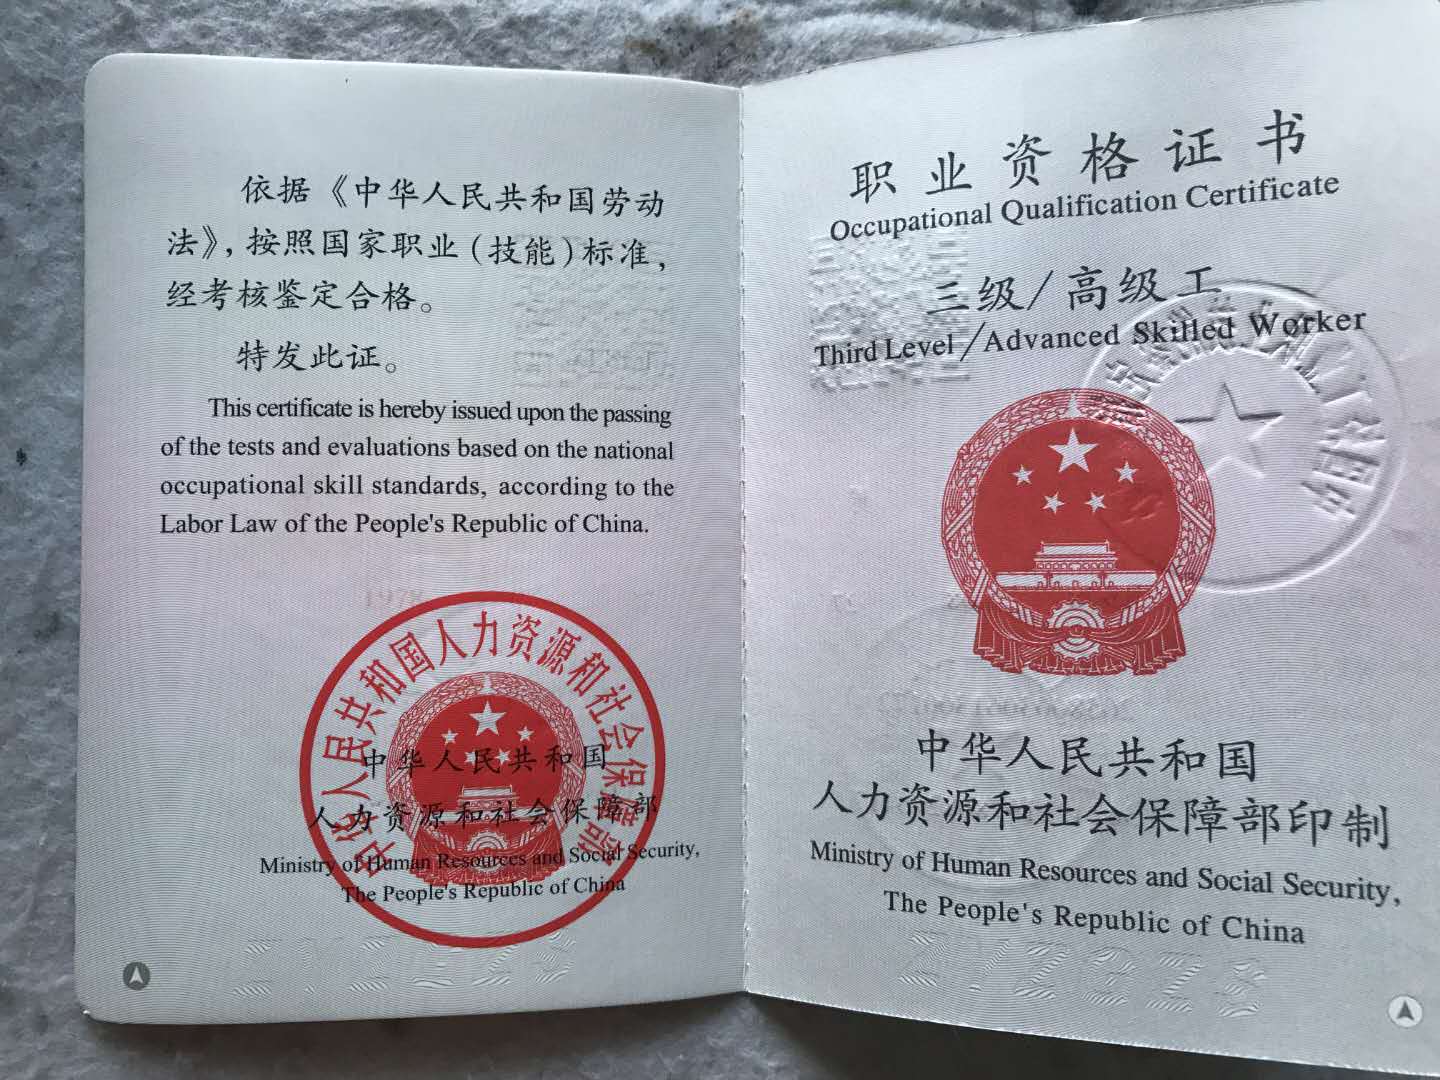 依据《中华人民共和国劳动
法》，按照国家职业（技能）标准，
经考核鉴定合格。
特发此证。
This certificate is hereby issued upon the passing
of the tests and evaluations based on the national
occupational skill standards, according to the
Labor Law of the People's Republic of China.
1978
中华人民共和国人力资源和社会保障部
中华人民共和国
人力资源和社会保障部
Ministry of Human Resources and Social Security,
The People's Republic of China
职业资格证书
Occupational Qualification Certificate
三级/高级工
Third Level/Advanced Skilled Worker
中华人民共和国
人力资源和社会保障部印制
Ministry of Human Resources and Social Security,
The People's Republic of China